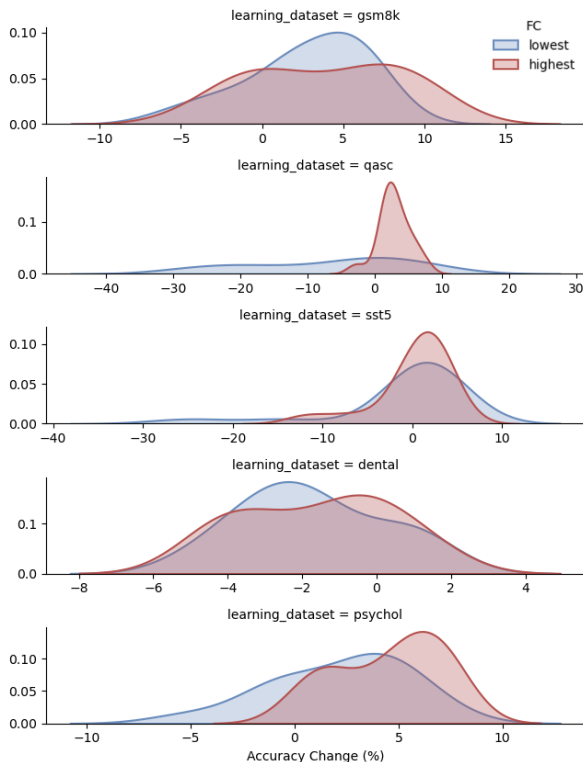 learning_dataset = gsm8k
FC
lowest
highest
0.10
0.05
0.00
−10 −5 0 5 10 15
learning_dataset = qasc
0.1
0.0
−40 −30 −20 −10 0 10 20 30
learning_dataset = sst5
0.10
0.05
0.00
−40 −30 −20 −10 0 10
learning_dataset = dental
0.1
0.0
−8 −6 −4 −2 0 2 4
learning_dataset = psychol
0.10
0.05
0.00
−10 −5 0 5 10
Accuracy Change (%)